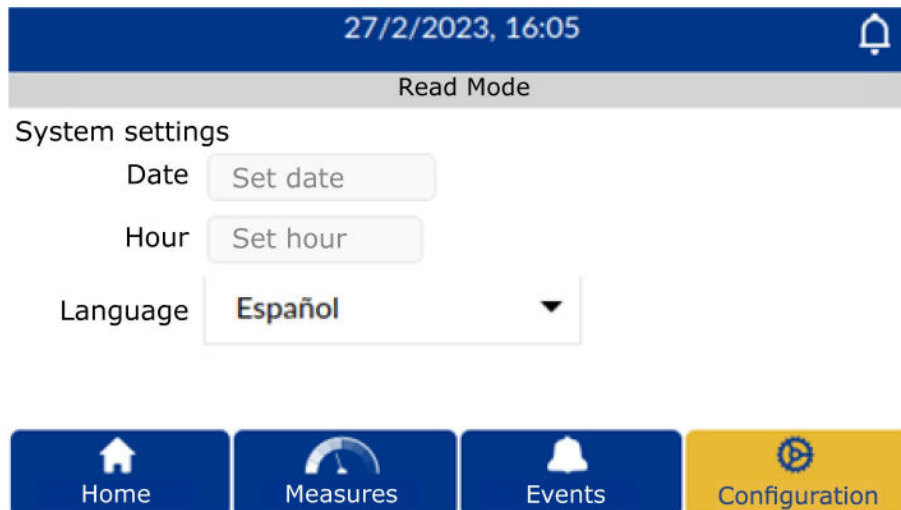 27/2/2023, 16:05
Read Mode
System settings
Date Set date
Hour Set hour
Language Español
Home Measures Events Configuration